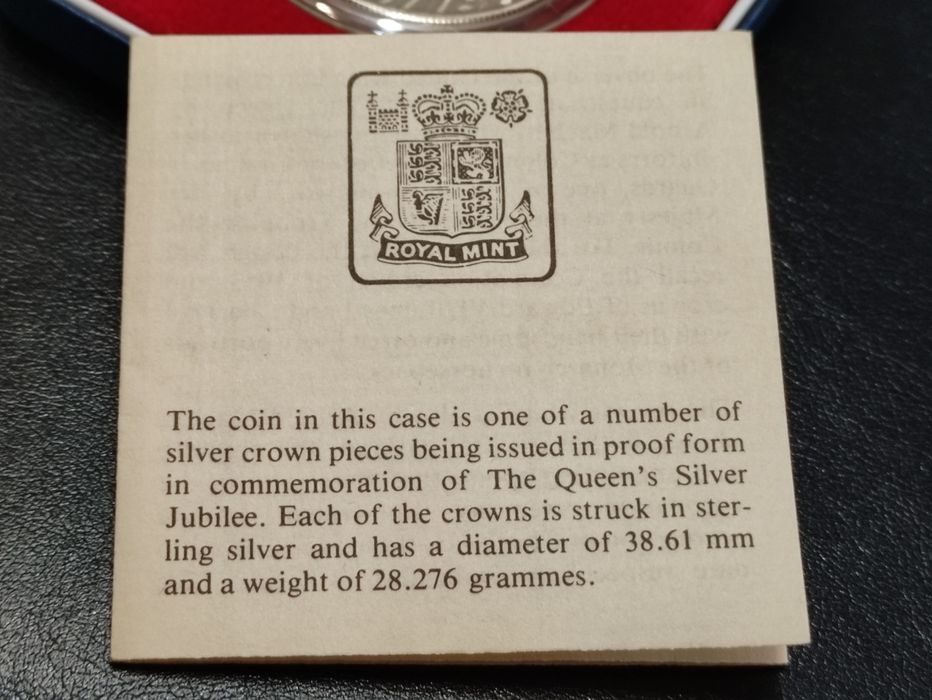 ROYAL MINT
The coin in this case is one of a number of
silver crown pieces being issued in proof form
in commemoration of The Queen's Silver
Jubilee. Each of the crowns is struck in ster-
ling silver and has a diameter of 38.61 mm
and a weight of 28.276 grammes.